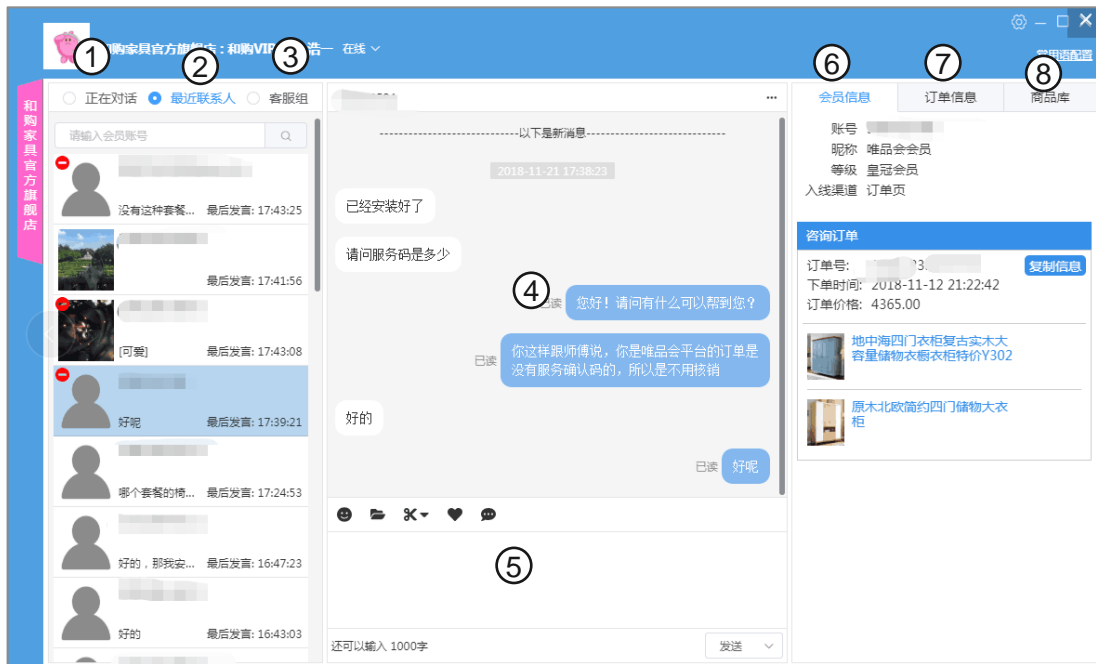 ① 购家具官方旗 店：和购VIP 浩一 在线
② ③
常用语配置
和购家具官方旗舰店
正在对话 最近联系人 客服组
请输入会员账号
没有这种套餐... 最后发言: 17:43:25
最后发言: 17:41:56
[可爱] 最后发言: 17:43:08
好呢 最后发言: 17:39:21
哪个套餐的椅... 最后发言: 17:24:53
好的，那我安... 最后发言: 16:47:23
好的 最后发言: 16:43:03
---以下是新消息---
2018-11-21 17:38:23
已经安装好了
请问服务码是多少
④ 已读 您好！请问有什么可以帮到您？
已读 你这样跟师傅说，你是唯品会平台的订单是
没有服务确认码的，所以是不用核销
好的
已读 好呢
⑤
还可以输入 1000字 发送
⑥ ⑦ ⑧
会员信息 订单信息 商品库
账号
昵称 唯品会会员
等级 皇冠会员
入线渠道 订单页
咨询订单
订单号: 复制信息
下单时间: 2018-11-12 21:22:42
订单价格: 4365.00
地中海四门衣柜复古实木大
容量储物衣橱衣柜特价Y302
原木北欧简约四门储物大衣
柜